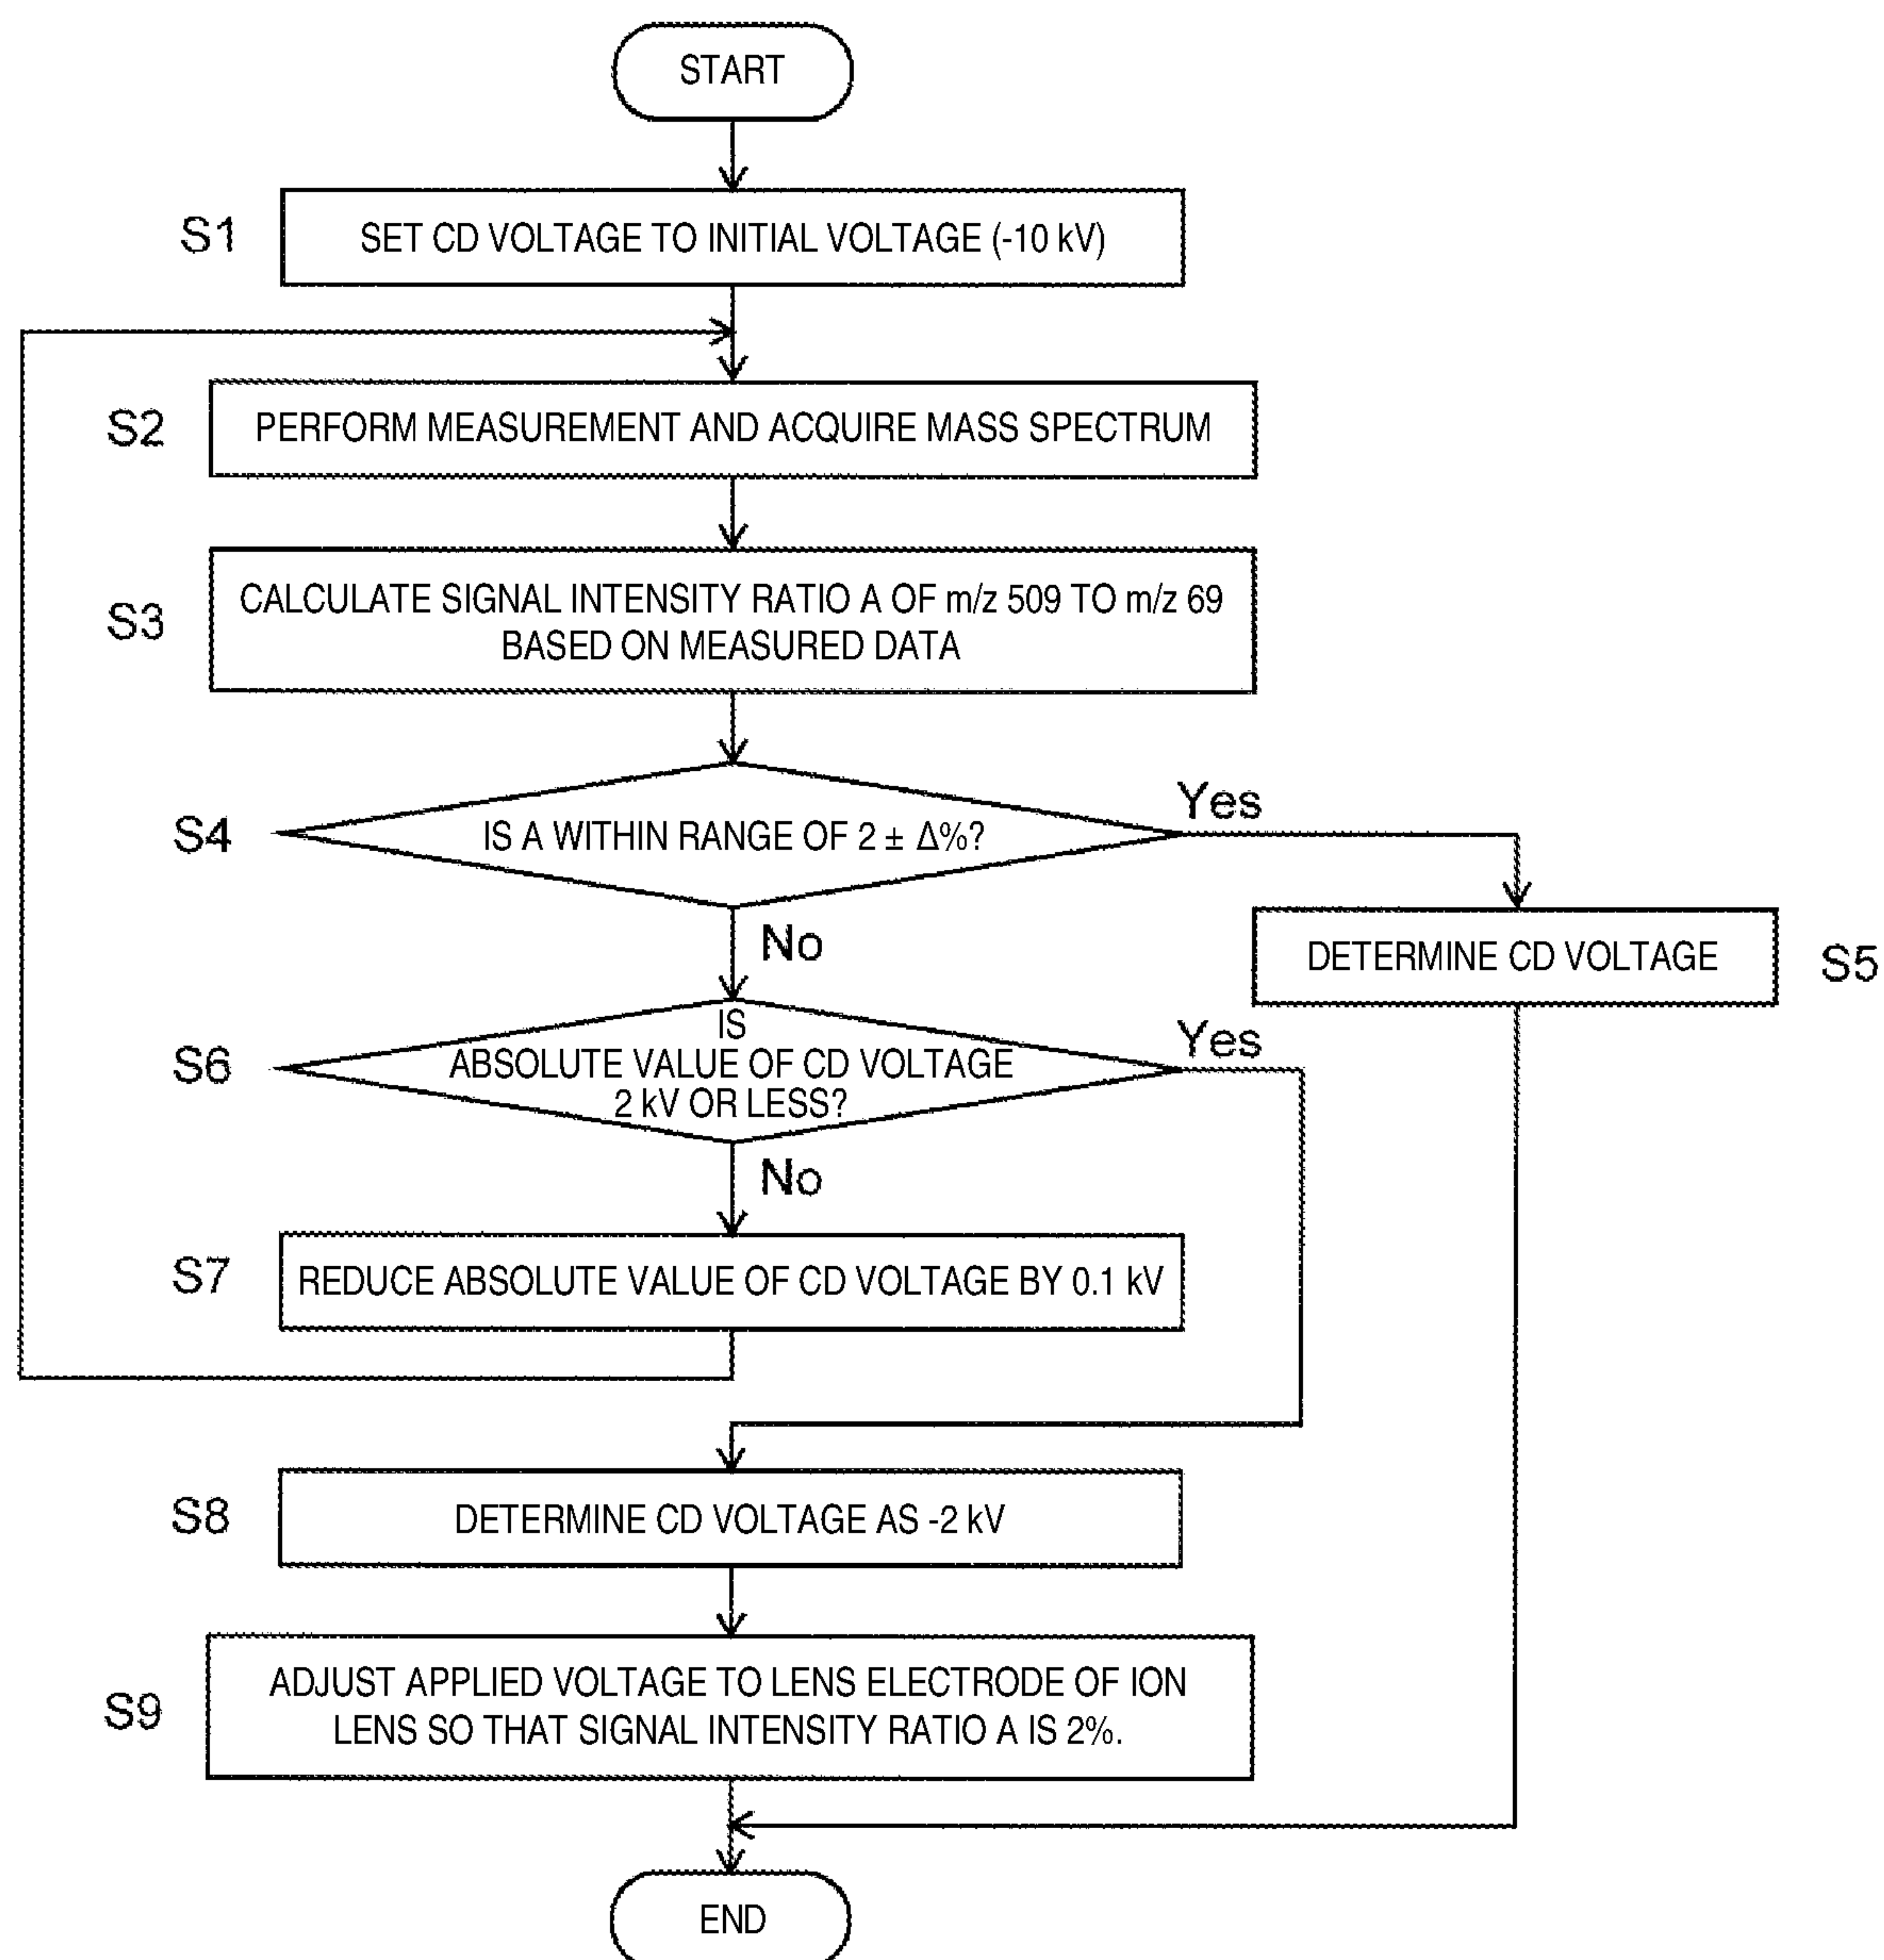 START
S1
SET CD VOLTAGE TO INITIAL VOLTAGE (-10 kV)
S2
PERFORM MEASUREMENT AND ACQUIRE MASS SPECTRUM
S3
CALCULATE SIGNAL INTENSITY RATIO A OF m/z 509 TO m/z 69
BASED ON MEASURED DATA
S4
IS A WITHIN RANGE OF 2 ± Δ%?
Yes
No
DETERMINE CD VOLTAGE
S5
S6
IS
ABSOLUTE VALUE OF CD VOLTAGE
2 kV OR LESS?
Yes
No
S7
REDUCE ABSOLUTE VALUE OF CD VOLTAGE BY 0.1 kV
S8
DETERMINE CD VOLTAGE AS -2 kV
S9
ADJUST APPLIED VOLTAGE TO LENS ELECTRODE OF ION
LENS SO THAT SIGNAL INTENSITY RATIO A IS 2%.
END